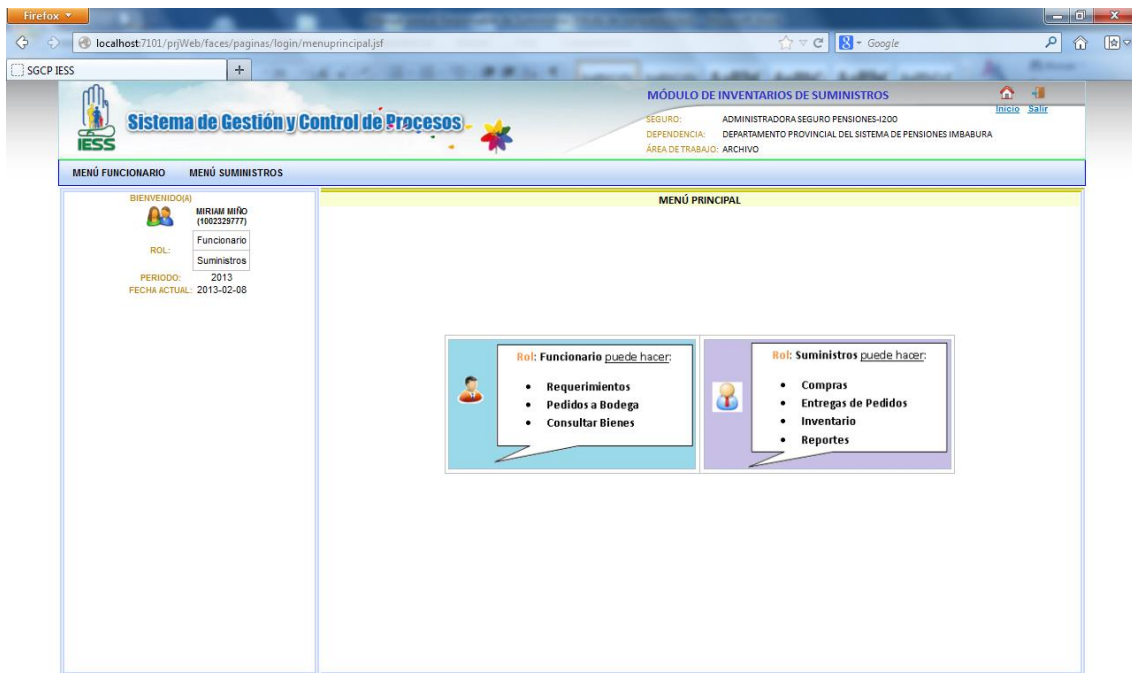 Firefox
localhost:7101/prjWeb/faces/paginas/login/menuprincipal.jsf
Google
SGCP IESS
IESS
Sistema de Gestión y Control de Procesos
MÓDULO DE INVENTARIOS DE SUMINISTROS
Inicio Salir
SEGURO: ADMINISTRADORA SEGURO PENSIONES-I200
DEPENDENCIA: DEPARTAMENTO PROVINCIAL DEL SISTEMA DE PENSIONES IMBABURA
ÁREA DE TRABAJO: ARCHIVO
MENÚ FUNCIONARIO MENÚ SUMINISTROS
BIENVENIDO(A)
MIRIAM MIÑO
(1002329777)
ROL:
Funcionario
Suministros
PERIODO: 2013
FECHA ACTUAL: 2013-02-08
MENÚ PRINCIPAL
Rol: Funcionario puede hacer:
• Requerimientos
• Pedidos a Bodega
• Consultar Bienes
Rol: Suministros puede hacer:
• Compras
• Entregas de Pedidos
• Inventario
• Reportes